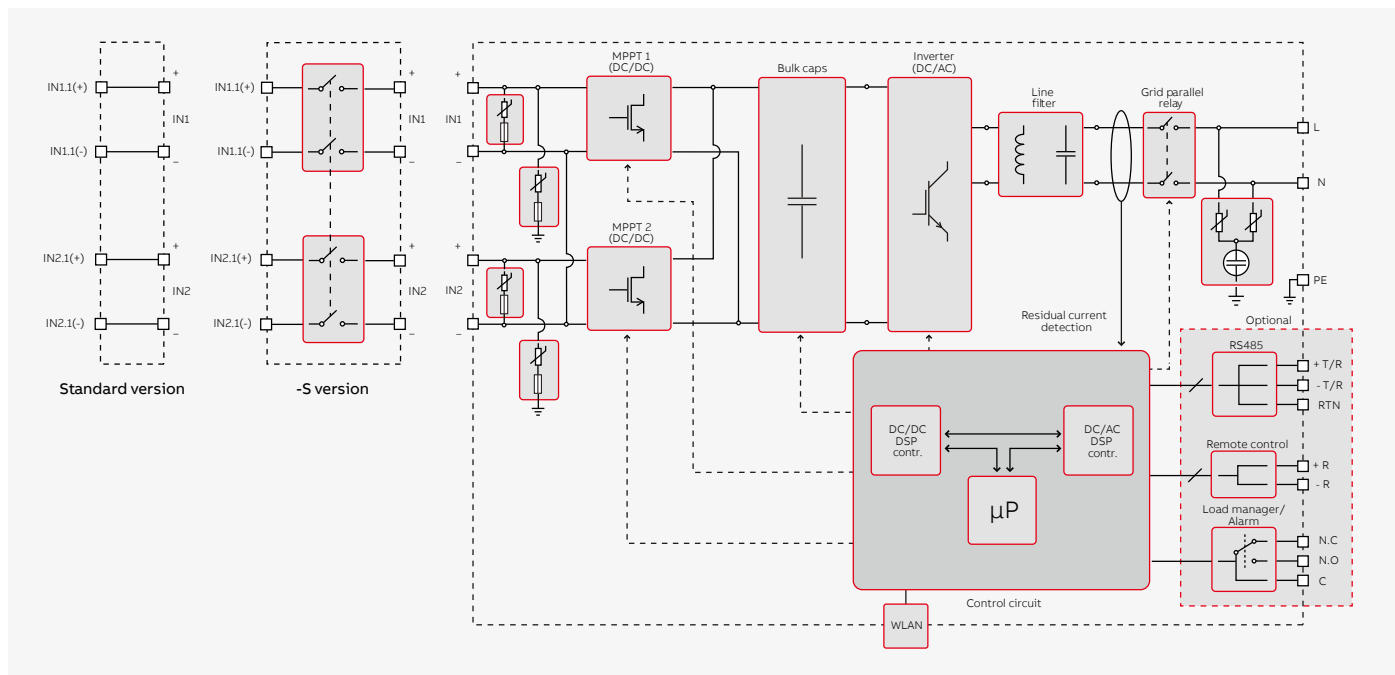 IN1.1(+)
+
IN1
IN1.1(-)
–
IN2.1(+)
+
IN2
IN2.1(-)
–
Standard version
IN1.1(+)
+
IN1
IN1.1(-)
–
IN2.1(+)
+
IN2
IN2.1(-)
–
-S version
+
IN1
–
+
IN2
–
MPPT 1
(DC/DC)
MPPT 2
(DC/DC)
Bulk caps
Inverter
(DC/AC)
Line
filter
Grid parallel
relay
L
N
PE
Residual current
detection
Optional
RS485
+ T/R
- T/R
RTN
Remote control
+ R
- R
Load manager/
Alarm
N.C
N.O
C
DC/DC
DSP
contr.
DC/AC
DSP
contr.
µP
Control circuit
WLAN